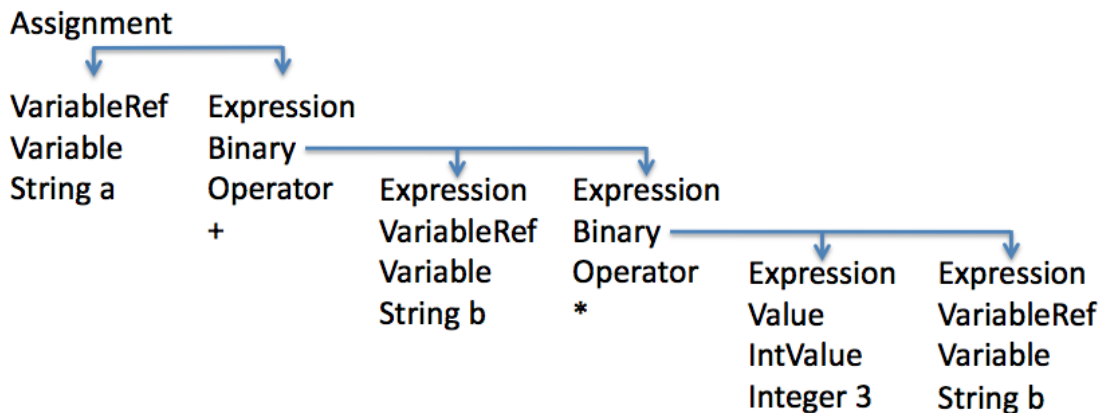 Assignment
VariableRef
Variable
String a
Expression
Binary
Operator
+
Expression
VariableRef
Variable
String b
Expression
Binary
Operator
*
Expression
Value
IntValue
Integer 3
Expression
VariableRef
Variable
String b